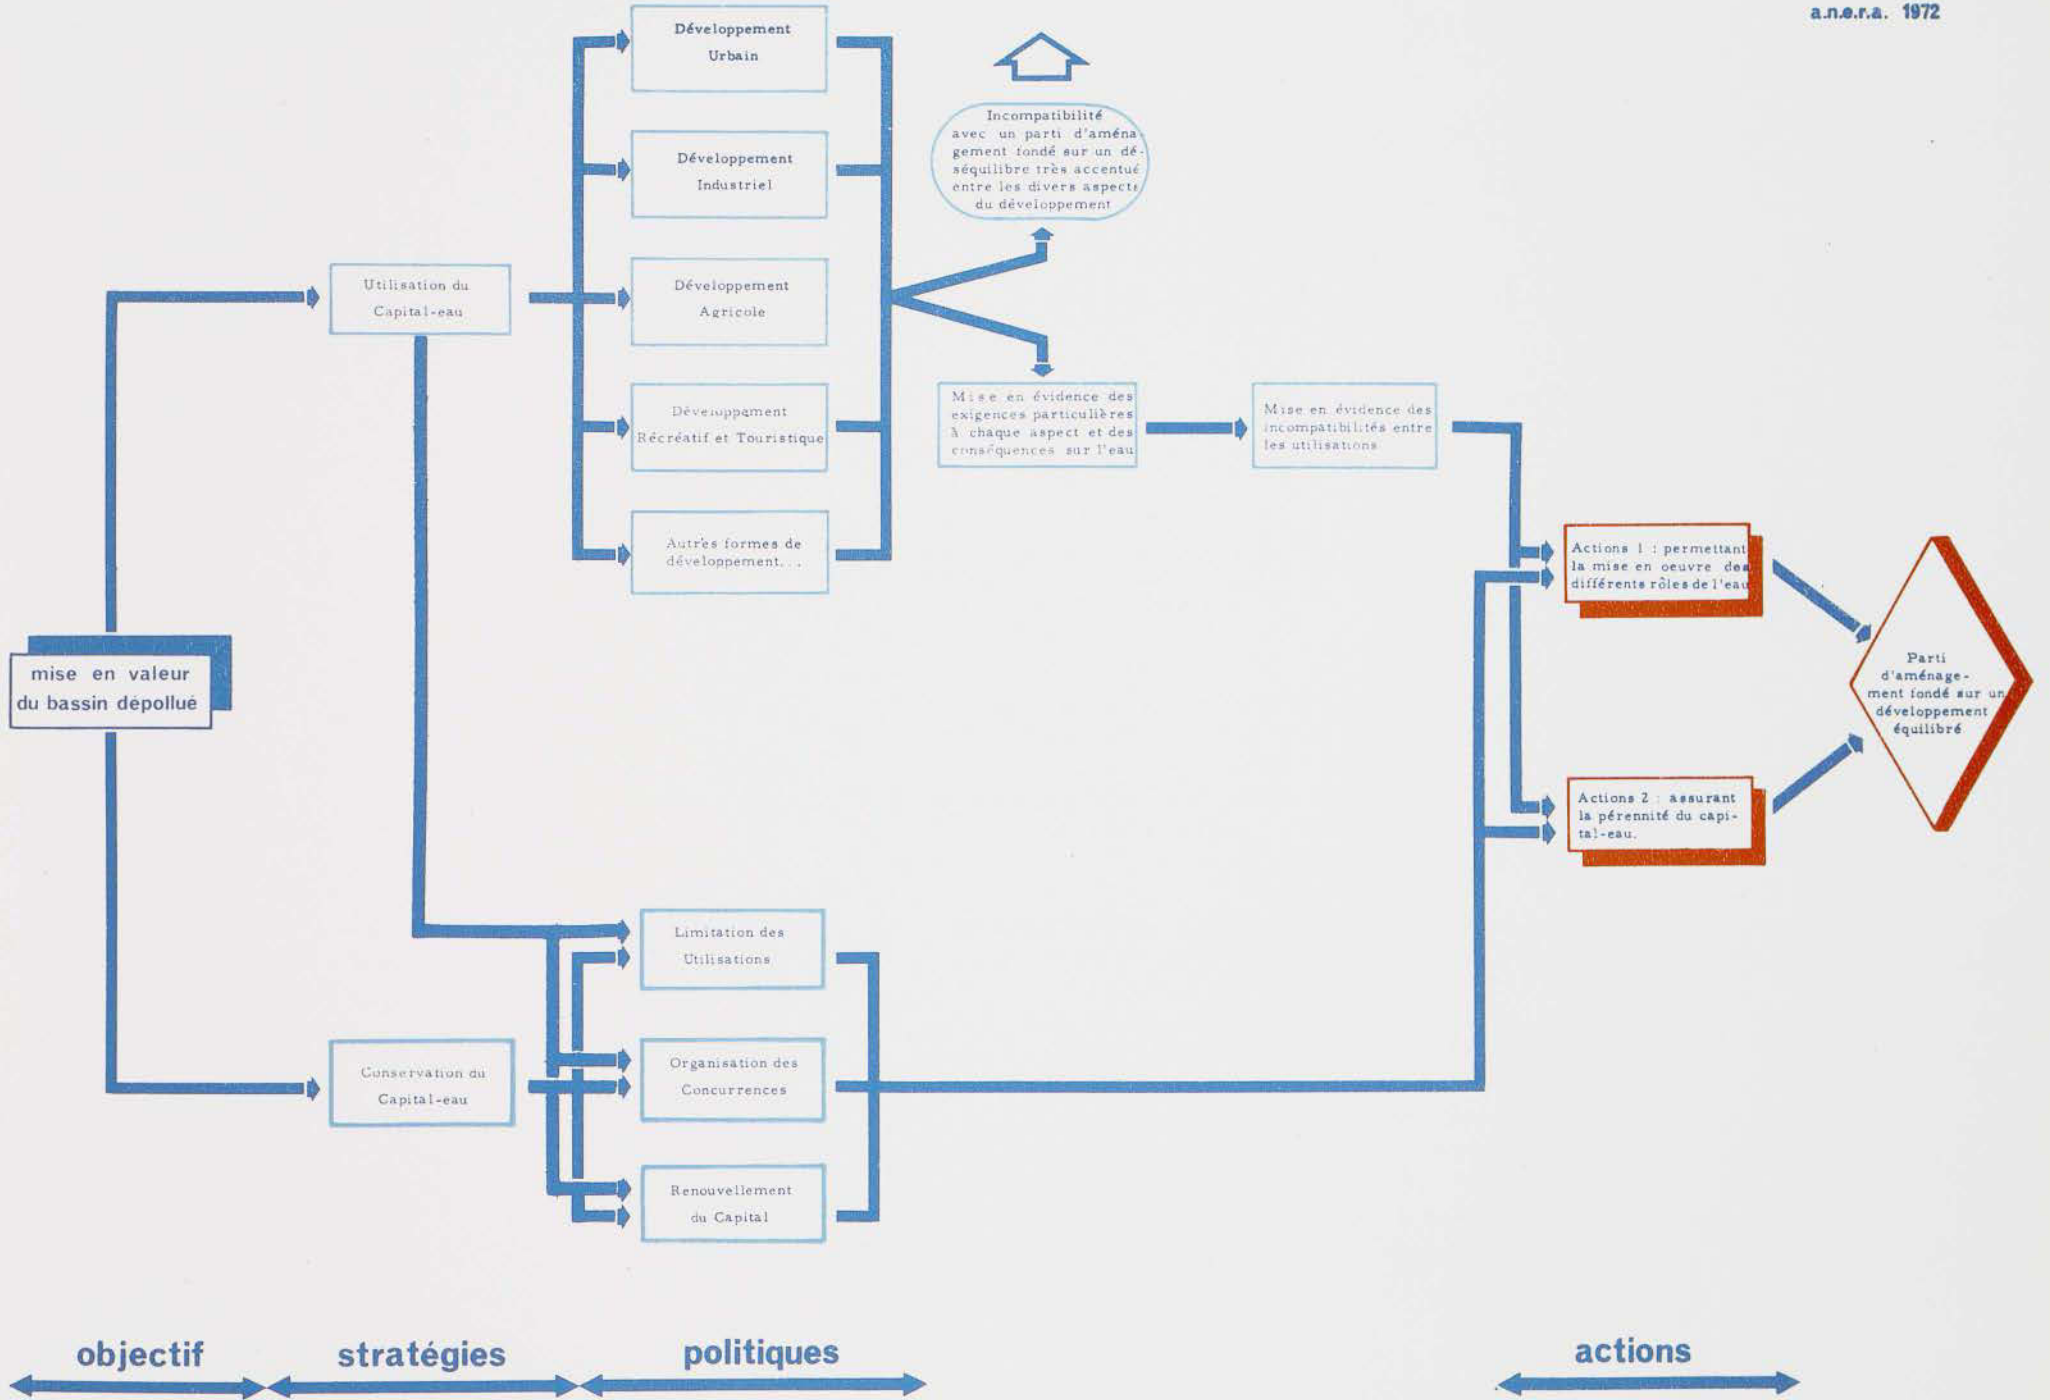 a.n.e.r.a. 1972
Développement
Urbain
Développement
Industriel
Développement
Agricole
Développement
Récréatif et Touristique
Autres formes de
développement...
Incompatibilité
avec un parti d'aména-
gement fondé sur un dé-
séquilibre très accentué
entre les divers aspects
du développement
Utilisation du
Capital-eau
Mise en évidence des
exigences particulières
à chaque aspect et des
conséquences sur l'eau
Mise en évidence des
incompatibilités entre
les utilisations
mise en valeur
du bassin dépollué
Actions 1 : permettant
la mise en oeuvre des
différents rôles de l'eau
Parti
d'aménage-
ment fondé sur un
développement
équilibré
Actions 2 : assurant
la pérennité du capi-
tal-eau.
Limitation des
Utilisations
Conservation du
Capital-eau
Organisation des
Concurrences
Renouvellement
du Capital
objectif
stratégies
politiques
actions